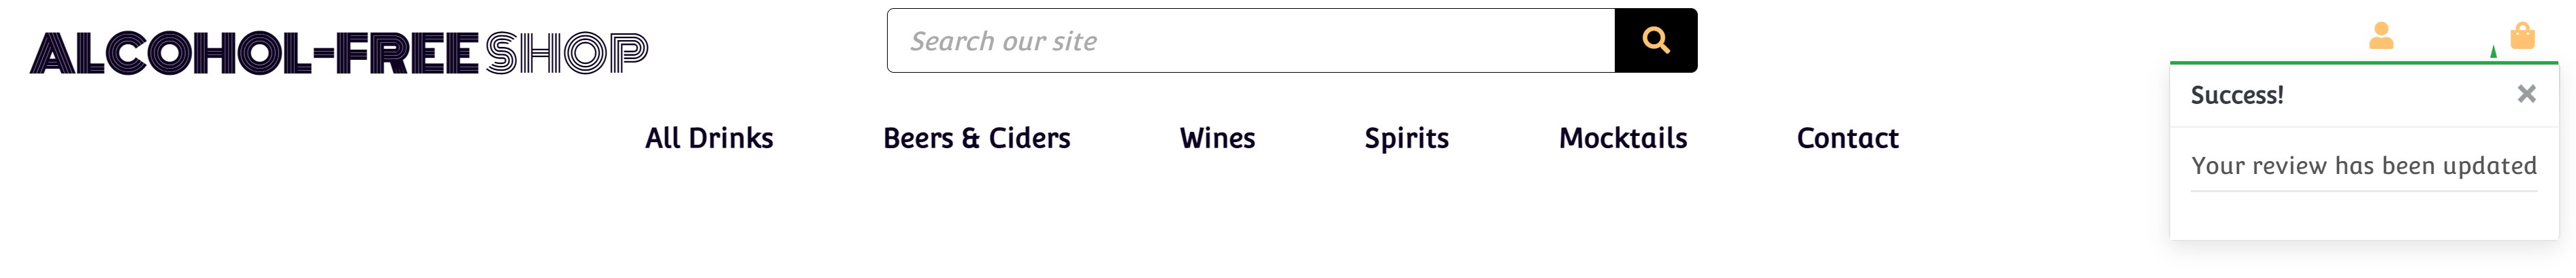 ALCOHOL-FREE SHOP
Search our site
Success!
All Drinks
Beers & Ciders
Wines
Spirits
Mocktails
Contact
Your review has been updated